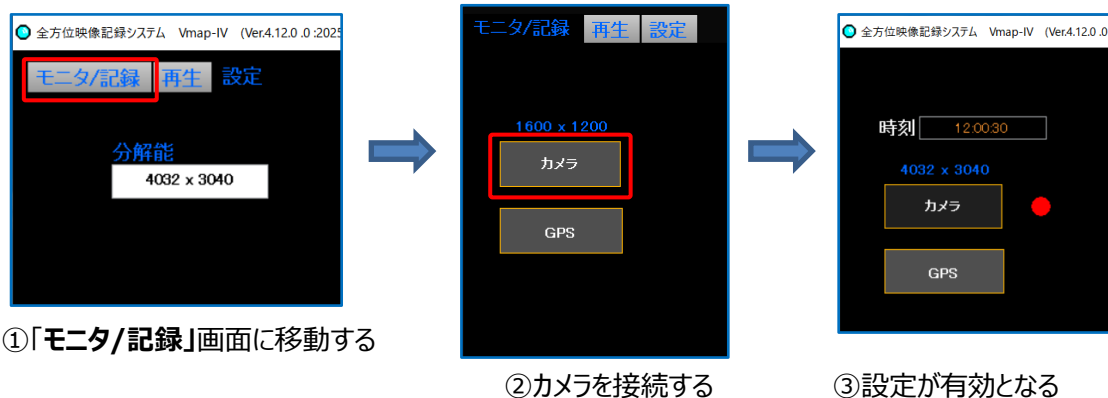 全方位映像記録システム Vmap-IV (Ver.4.12.0 .0 :2025
モニタ/記録 再生 設定
分解能
4032 x 3040
①「モニタ/記録」画面に移動する
モニタ/記録 再生 設定
1600 x 1200
カメラ
GPS
②カメラを接続する
全方位映像記録システム Vmap-IV (Ver.4.12.0 .0
時刻 12:00:30
4032 x 3040
カメラ
GPS
③設定が有効となる